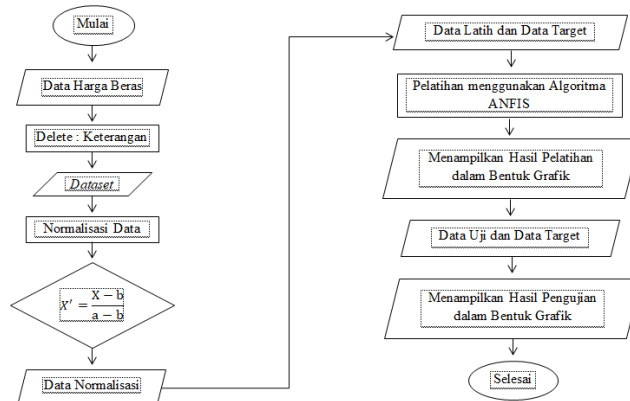 Mulai
Data Harga Beras
Delete : Keterangan
Dataset
Normalisasi Data
X′ = (X − b) / (a − b)
Data Normalisasi
Data Latih dan Data Target
Pelatihan menggunakan Algoritma
ANFIS
Menampilkan Hasil Pelatihan
dalam Bentuk Grafik
Data Uji dan Data Target
Menampilkan Hasil Pengujian
dalam Bentuk Grafik
Selesai